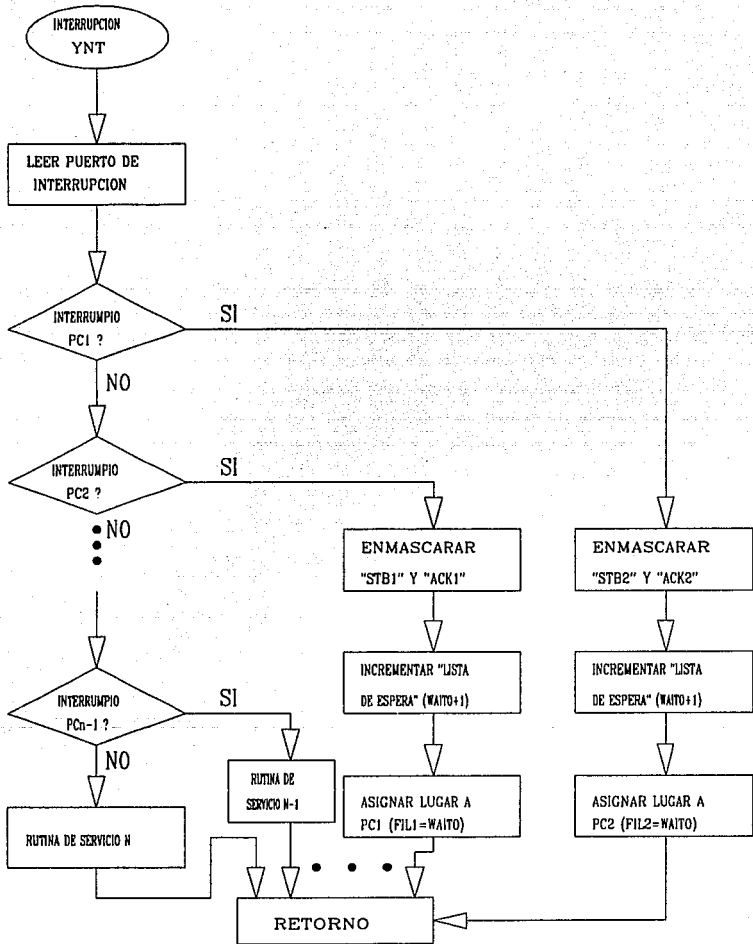 INTERRUPCION
YNT
LEER PUERTO DE
INTERRUPCION
INTERRUMPIO
PC1 ?
SI
NO
INTERRUMPIO
PC2 ?
SI
NO
ENMASCARAR
"STB1" Y "ACK1"
ENMASCARAR
"STB2" Y "ACK2"
INCREMENTAR "LISTA
DE ESPERA" (WAITO+1)
INCREMENTAR "LISTA
DE ESPERA" (WAITO+1)
INTERRUMPIO
PCn-1 ?
SI
NO
RUTINA DE
SERVICIO N-1
ASIGNAR LUGAR A
PC1 (FIL1=WAITO)
ASIGNAR LUGAR A
PC2 (FIL2=WAITO)
RUTINA DE SERVICIO N
RETORNO